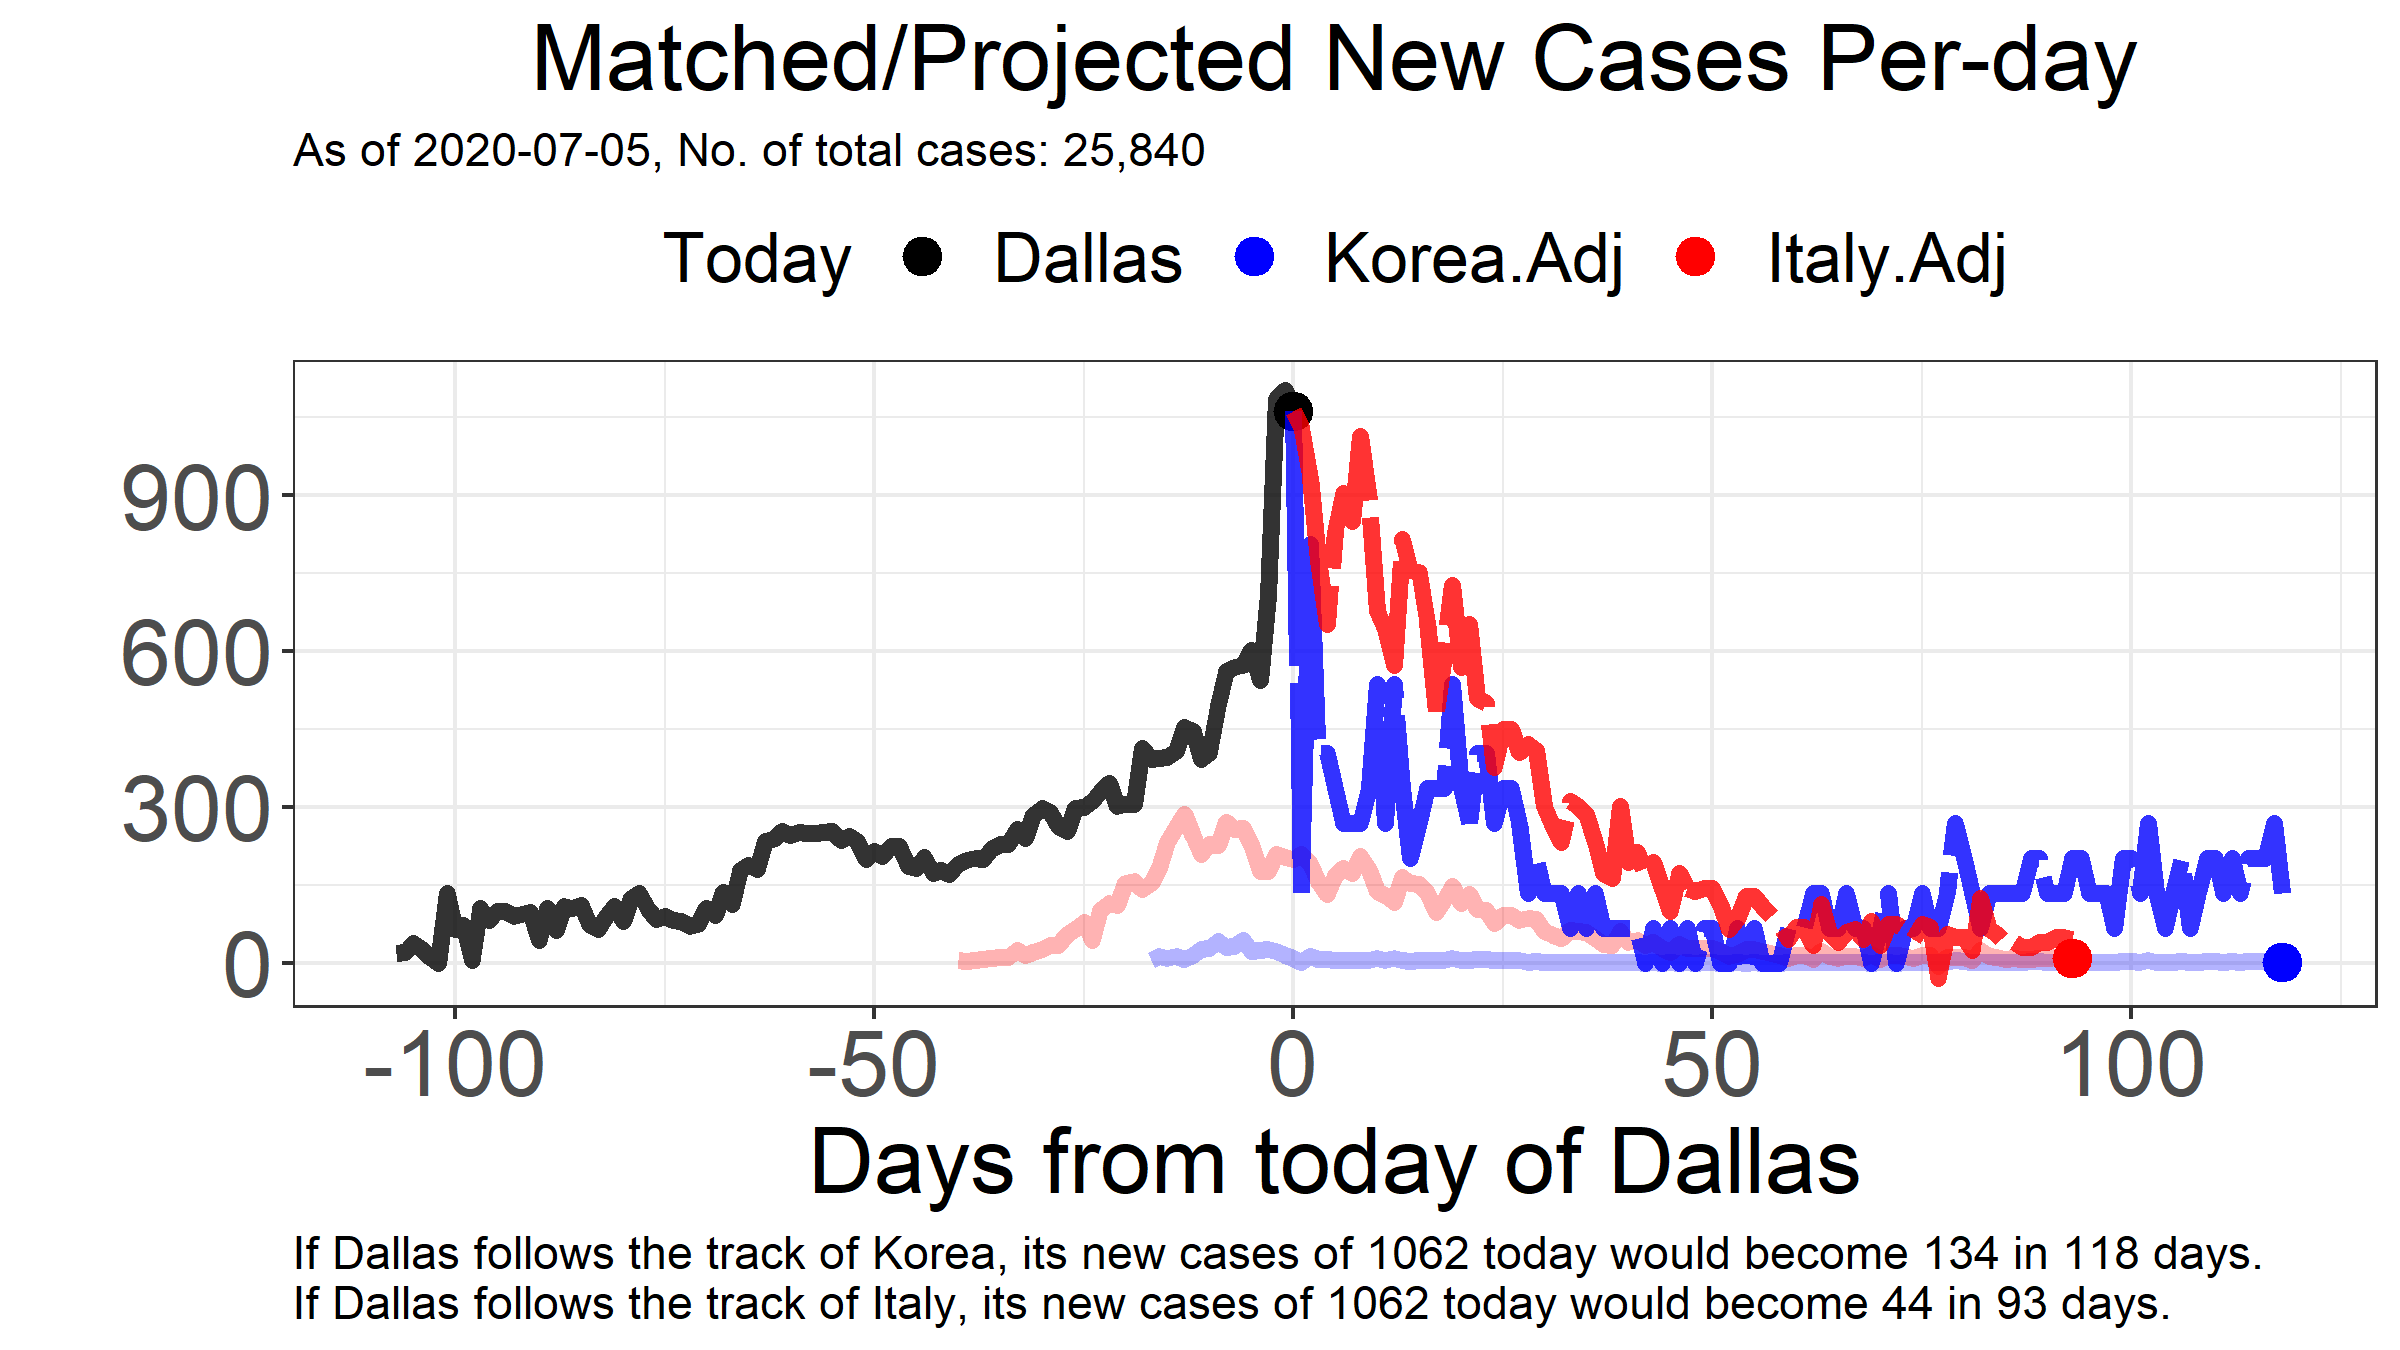 Matched/Projected New Cases Per-day
As of 2020-07-05, No. of total cases: 25,840
Today Dallas Korea.Adj Italy.Adj
900
600
300
0
-100 -50 0 50 100
Days from today of Dallas
If Dallas follows the track of Korea, its new cases of 1062 today would become 134 in 118 days.
If Dallas follows the track of Italy, its new cases of 1062 today would become 44 in 93 days.